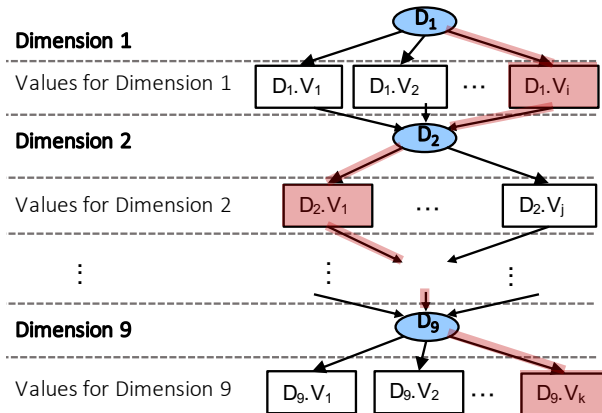 D₁
Dimension 1
Values for Dimension 1 D₁.V₁ D₁.V₂ ... D₁.Vᵢ
Dimension 2 D₂
Values for Dimension 2 D₂.V₁ ... D₂.Vⱼ
⋮ ⋮ ⋮
Dimension 9 D₉
Values for Dimension 9 D₉.V₁ D₉.V₂ ... D₉.Vₖ